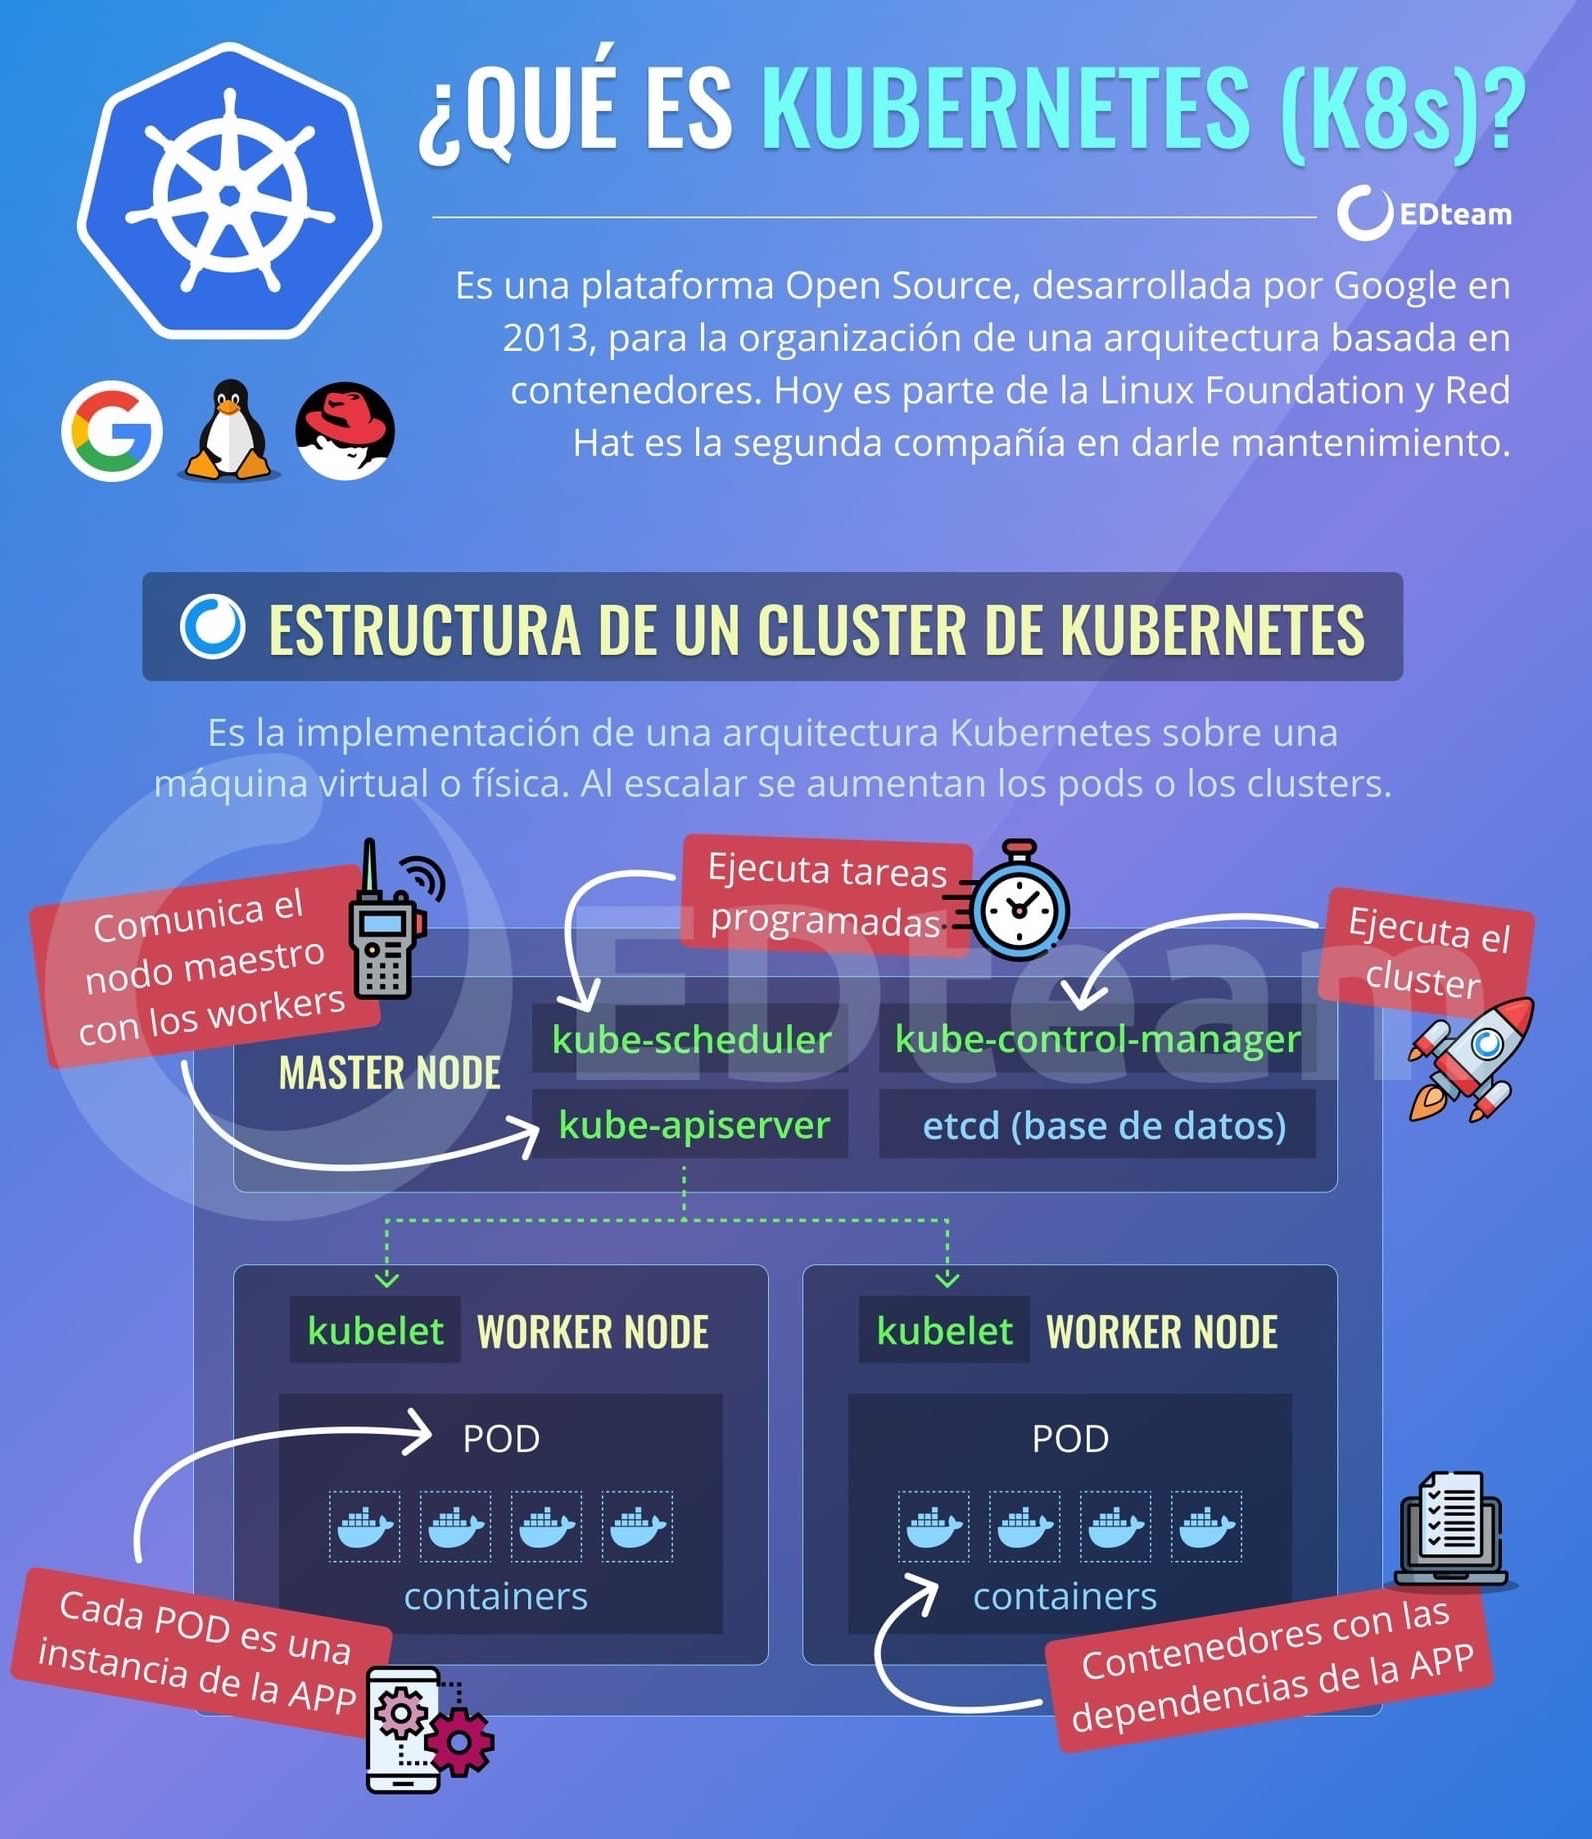 ¿QUÉ ES KUBERNETES (K8s)?
EDteam
Es una plataforma Open Source, desarrollada por Google en
2013, para la organización de una arquitectura basada en
contenedores. Hoy es parte de la Linux Foundation y Red
Hat es la segunda compañía en darle mantenimiento.
ESTRUCTURA DE UN CLUSTER DE KUBERNETES
Es la implementación de una arquitectura Kubernetes sobre una
máquina virtual o física. Al escalar se aumentan los pods o los clusters.
Comunica el
nodo maestro
con los workers
Ejecuta tareas
programadas
Ejecuta el
cluster
EDteam
MASTER NODE
kube-scheduler
kube-control-manager
kube-apiserver
etcd (base de datos)
kubelet
WORKER NODE
kubelet
WORKER NODE
POD
containers
POD
containers
Cada POD es una
instancia de la APP
Contenedores con las
dependencias de la APP